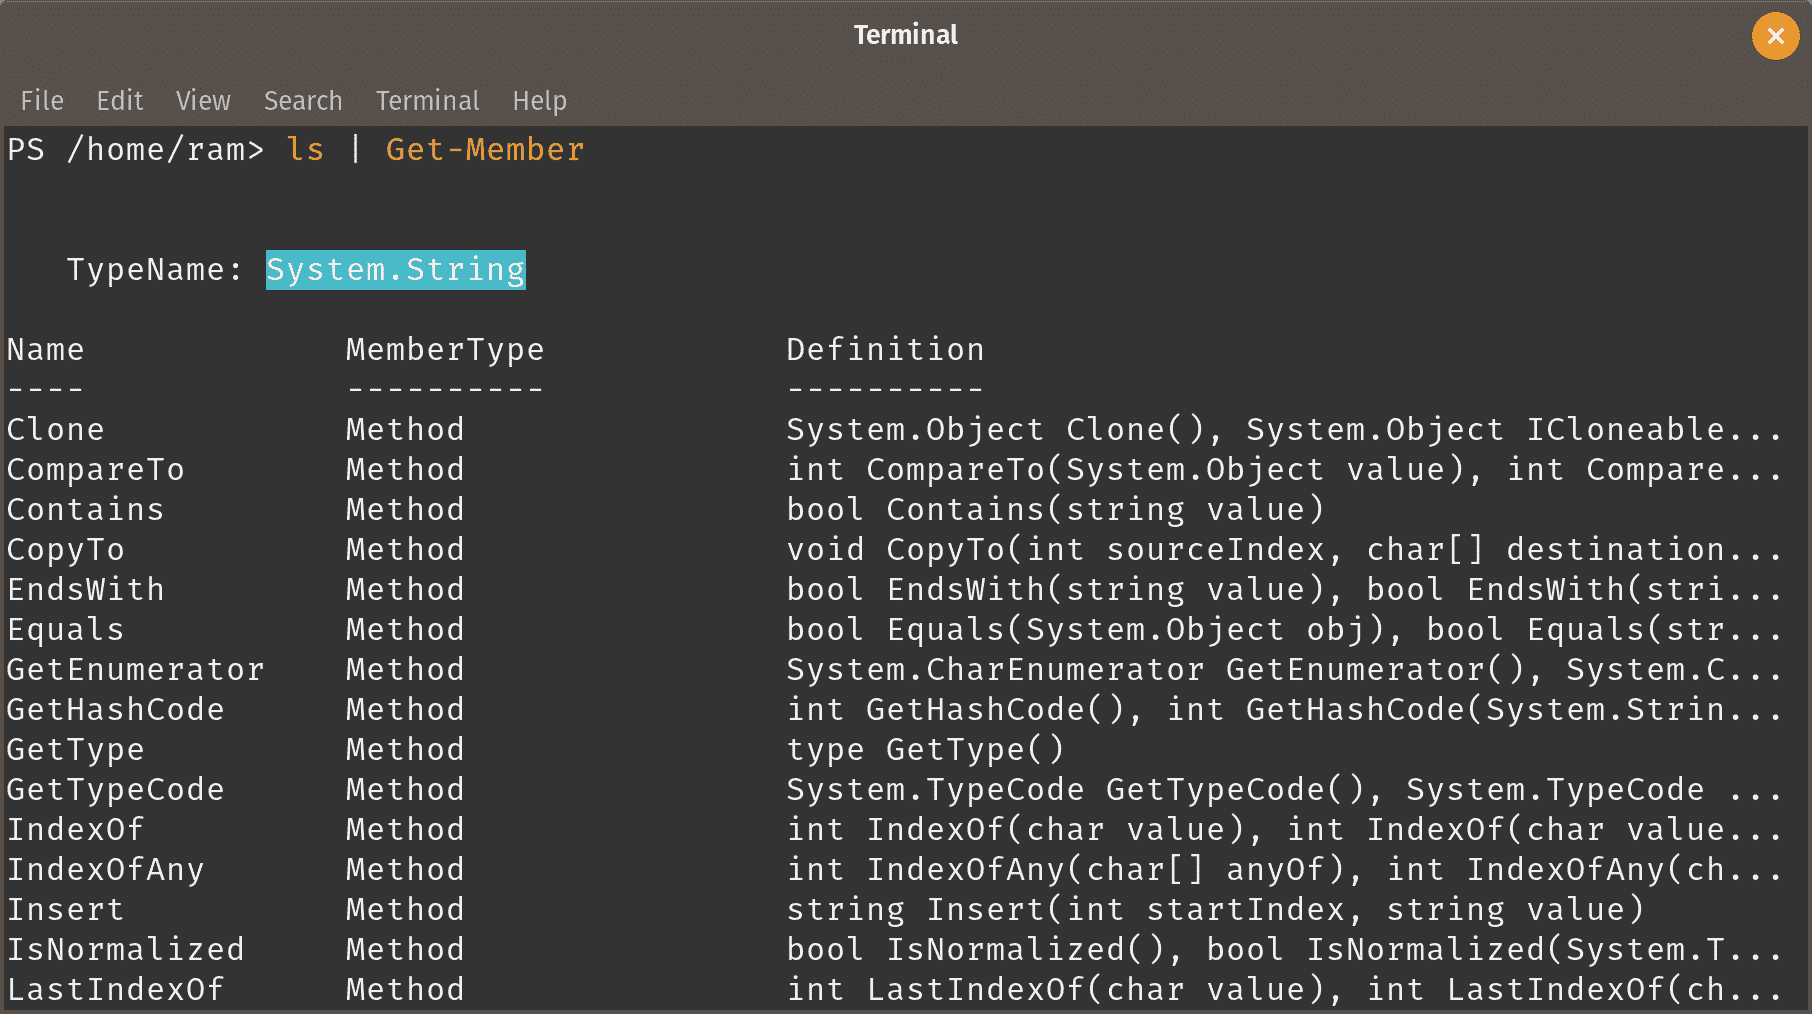 Terminal
File Edit View Search Terminal Help
PS /home/ram> ls | Get-Member
TypeName: System.String
Name MemberType Definition
---- ---------- ----------
Clone Method System.Object Clone(), System.Object ICloneable...
CompareTo Method int CompareTo(System.Object value), int Compare...
Contains Method bool Contains(string value)
CopyTo Method void CopyTo(int sourceIndex, char[] destination...
EndsWith Method bool EndsWith(string value), bool EndsWith(stri...
Equals Method bool Equals(System.Object obj), bool Equals(str...
GetEnumerator Method System.CharEnumerator GetEnumerator(), System.C...
GetHashCode Method int GetHashCode(), int GetHashCode(System.Strin...
GetType Method type GetType()
GetTypeCode Method System.TypeCode GetTypeCode(), System.TypeCode ...
IndexOf Method int IndexOf(char value), int IndexOf(char value...
IndexOfAny Method int IndexOfAny(char[] anyOf), int IndexOfAny(ch...
Insert Method string Insert(int startIndex, string value)
IsNormalized Method bool IsNormalized(), bool IsNormalized(System.T...
LastIndexOf Method int LastIndexOf(char value), int LastIndexOf(ch...